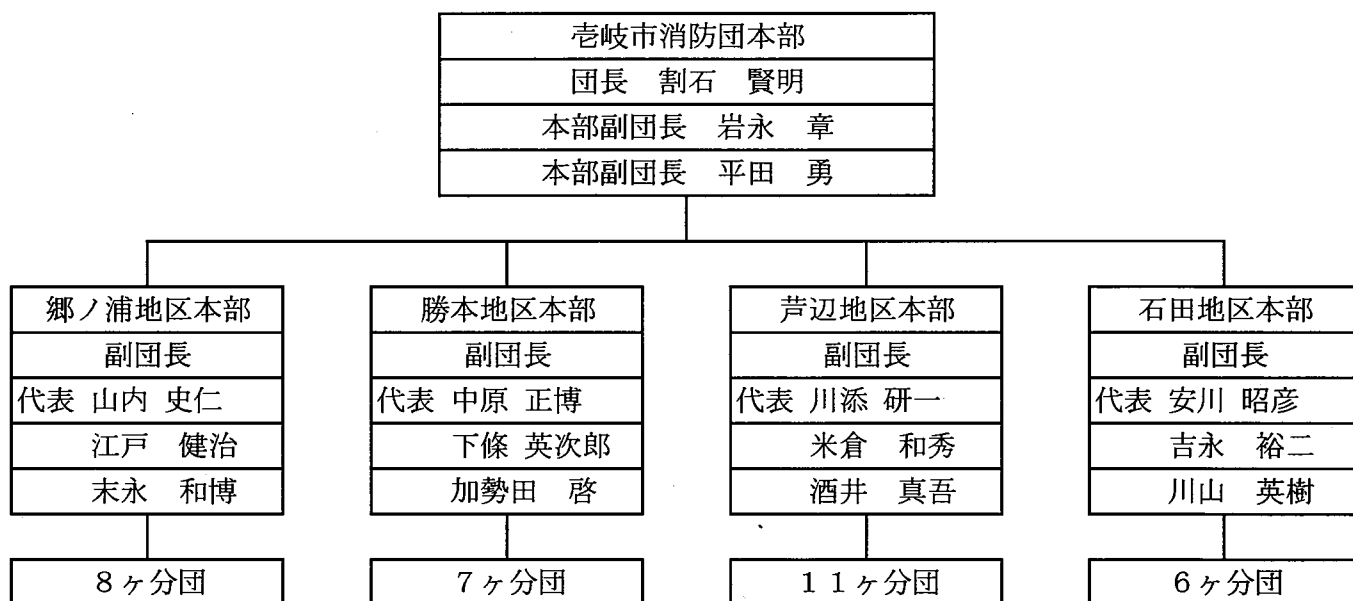 壱岐市消防団本部
団長　割石　賢明
本部副団長　岩永　章
本部副団長　平田　勇
郷ノ浦地区本部
副団長
代表 山内 史仁
江戸　健治
末永　和博
8ヶ分団
勝本地区本部
副団長
代表 中原 正博
下條 英次郎
加勢田　啓
7ヶ分団
芦辺地区本部
副団長
代表 川添 研一
米倉　和秀
酒井　真吾
11ヶ分団
石田地区本部
副団長
代表 安川 昭彦
吉永　裕二
川山　英樹
6ヶ分団